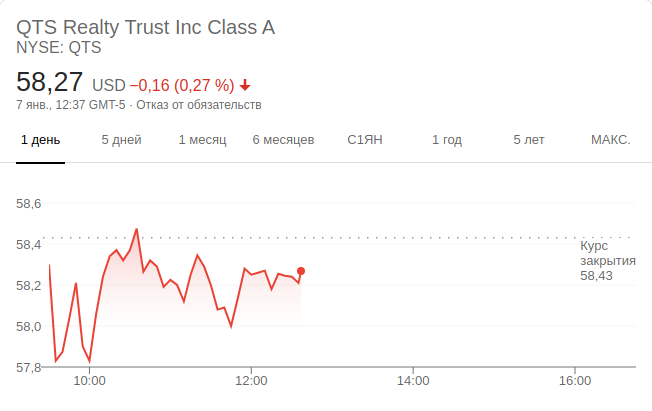 QTS Realty Trust Inc Class A
NYSE: QTS
58,27 USD −0,16 (0,27 %)
7 янв., 12:37 GMT-5 · Отказ от обязательств
1 день 5 дней 1 месяц 6 месяцев С1ЯН 1 год 5 лет МАКС.
58,6
58,4
Курс
закрытия
58,43
58,2
58,0
57,8
10:00 12:00 14:00 16:00